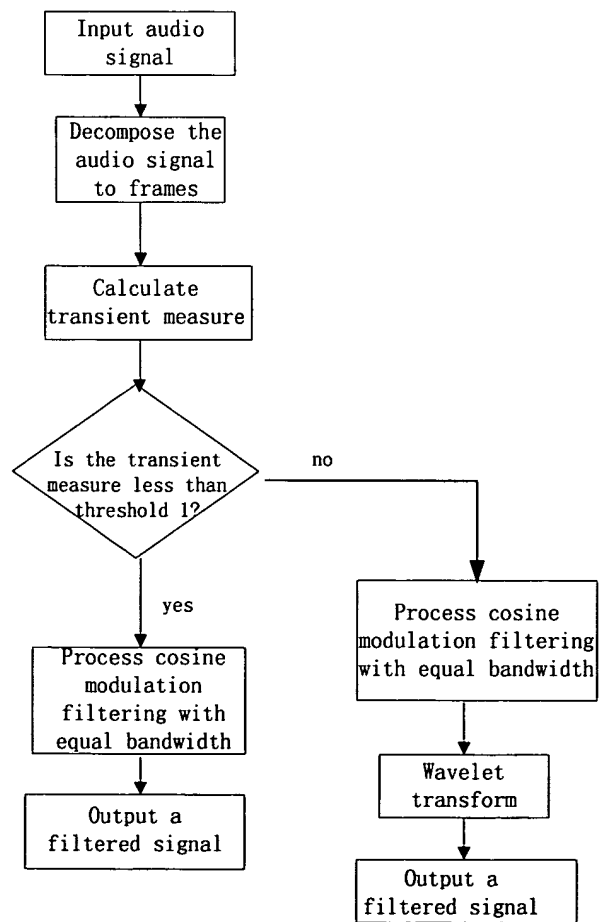 Input audio
signal
Decompose the
audio signal
to frames
Calculate
transient measure
Is the transient
measure less than
threshold 1?
no
yes
Process cosine
modulation
filtering with
equal bandwidth
Output a
filtered signal
Process cosine
modulation filtering
with equal bandwidth
Wavelet
transform
Output a
filtered signal